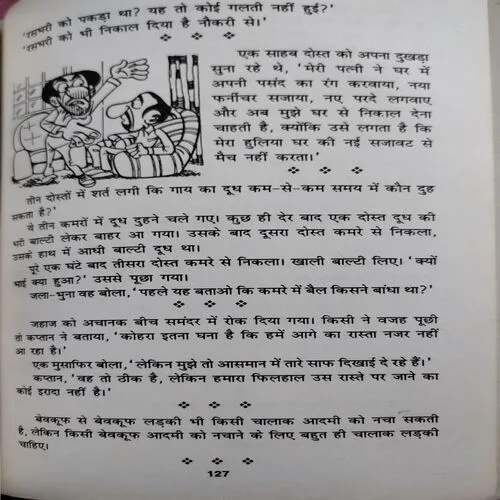 'रसभरी को पकड़ा था? यह तो कोई गलती नहीं हुई?'
'रसभरी को भी निकाल दिया है नौकरी से।'
एक साहब दोस्त को अपना दुखड़ा
सुना रहे थे, 'मेरी पत्नी ने घर में
अपनी पसंद का रंग करवाया, नया
फर्नीचर सजाया, नए परदे लगवाए
और अब मुझे घर से निकाल देना
चाहती है, क्योंकि उसे लगता है कि
मेरा हुलिया घर की नई सजावट से
मैच नहीं करता।'
तीन दोस्तों में शर्त लगी कि गाय का दूध कम-से-कम समय में कौन दुह
सकता है?'
वे तीन कमरों में दूध दुहने चले गए। कुछ ही देर बाद एक दोस्त दूध की
भरी बाल्टी लेकर बाहर आ गया। उसके बाद दूसरा दोस्त कमरे से निकला,
उसके हाथ में आधी बाल्टी दूध था।
पूरे एक घंटे बाद तीसरा दोस्त कमरे से निकला। खाली बाल्टी लिए। 'क्यों
भाई क्या हुआ?' उससे पूछा गया।
जला-भुना वह बोला, 'पहले यह बताओ कि कमरे में बैल किसने बांधा था?'
जहाज को अचानक बीच समंदर में रोक दिया गया। किसी ने वजह पूछी
तो कप्तान ने बताया, 'कोहरा इतना घना है कि हमें आगे का रास्ता नजर नहीं
आ रहा है।'
एक मुसाफिर बोला, 'लेकिन मुझे तो आसमान में तारे साफ दिखाई दे रहे हैं।'
कप्तान, 'वह तो ठीक है, लेकिन हमारा फिलहाल उस रास्ते पर जाने का
कोई इरादा नहीं है।'
बेवकूफ से बेवकूफ लड़की भी किसी चालाक आदमी को नचा सकती
है, लेकिन किसी बेवकूफ आदमी को नचाने के लिए बहुत ही चालाक लड़की
चाहिए।
127